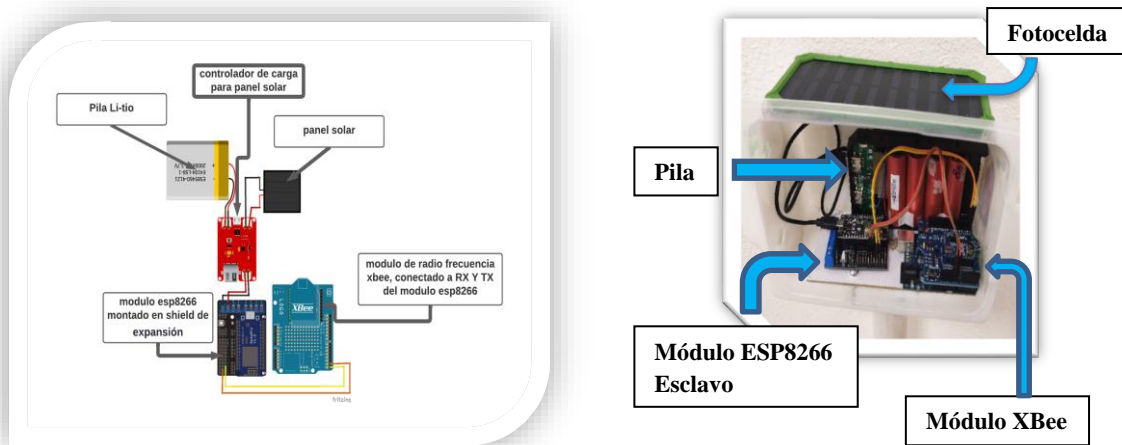 controlador de carga
para panel solar
Pila Li-tio
panel solar
modulo de radio frecuencia
xbee, conectado a RX Y TX
del modulo esp8266
XBee
modulo esp8266
montado en shield de
expansión
fritzing
Fotocelda
Pila
Módulo ESP8266
Esclavo
Módulo XBee